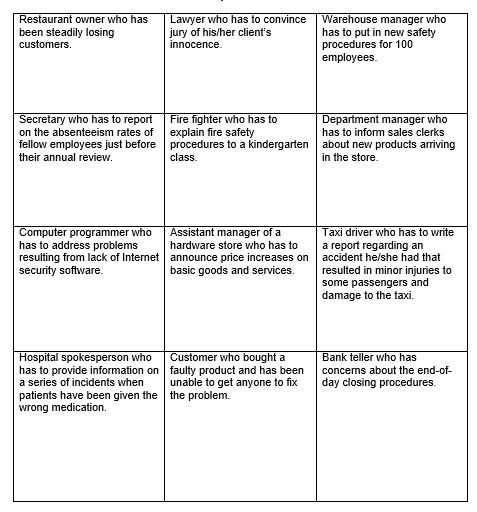 Restaurant owner who has
been steadily losing
customers.
Lawyer who has to convince
jury of his/her client's
innocence.
Warehouse manager who
has to put in new safety
procedures for 100
employees.
Secretary who has to report
on the absenteeism rates of
fellow employees just before
their annual review.
Fire fighter who has to
explain fire safety
procedures to a kindergarten
class.
Department manager who
has to inform sales clerks
about new products arriving
in the store.
Computer programmer who
has to address problems
resulting from lack of Internet
security software.
Assistant manager of a
hardware store who has to
announce price increases on
basic goods and services.
Taxi driver who has to write
a report regarding an
accident he/she had that
resulted in minor injuries to
some passengers and
damage to the taxi.
Hospital spokesperson who
has to provide information on
a series of incidents when
patients have been given the
wrong medication.
Customer who bought a
faulty product and has been
unable to get anyone to fix
the problem.
Bank teller who has
concerns about the end-of-
day closing procedures.